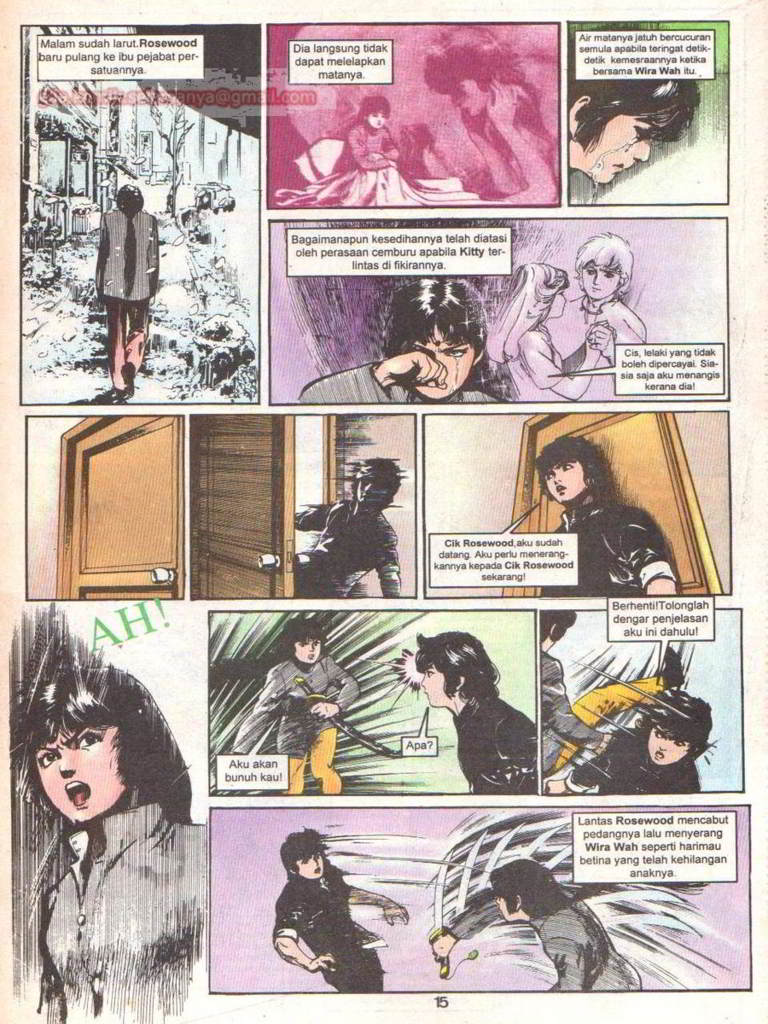 Malam sudah larut.Rosewood
baru pulang ke ibu pejabat per-
satuannya.
Dia langsung tidak
dapat melelapkan
matanya.
Air matanya jatuh bercucuran
semula apabila teringat detik-
detik kemesraannya ketika
bersama Wira Wah itu.
Bagaimanapun kesedihannya telah diatasi
oleh perasaan cemburu apabila Kitty ter-
lintas di fikirannya.
Cis, lelaki yang tidak
boleh dipercayai. Sia-
sia saja aku menangis
kerana dia!
Cik Rosewood,aku sudah
datang. Aku perlu menerang-
kannya kepada Cik Rosewood
sekarang!
AH!
Aku akan
bunuh kau!
Apa?
Berhenti!Tolonglah
dengar penjelasan
aku ini dahulu!
Lantas Rosewood mencabut
pedangnya lalu menyerang
Wira Wah seperti harimau
betina yang telah kehilangan
anaknya.
15